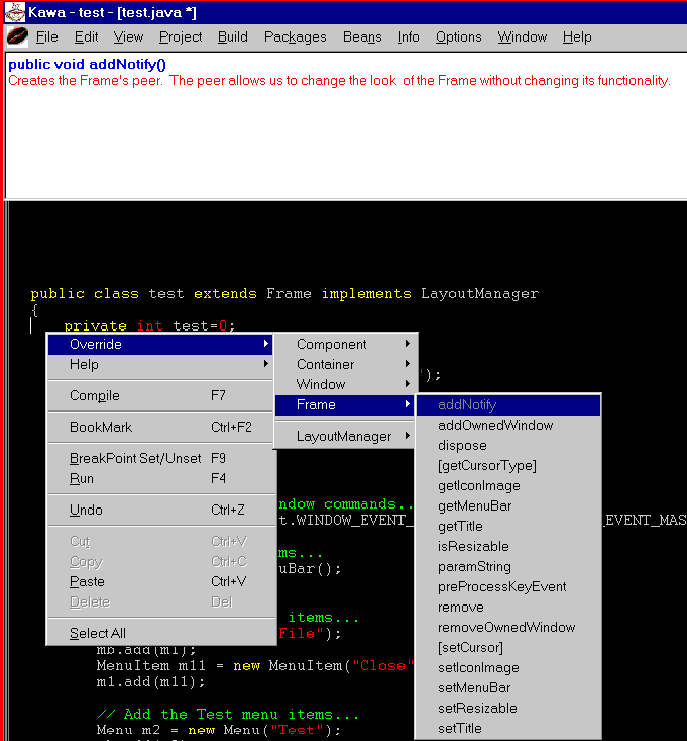 Kawa - test - [test.java *]
File Edit View Project Build Packages Beans Info Options Window Help
public void addNotify()
Creates the Frame's peer. The peer allows us to change the look of the Frame without changing its functionality.
public class test extends Frame implements LayoutManager
{
private int test=0;
Override
Help
Compile F7
BookMark Ctrl+F2
BreakPoint Set/Unset F9
Run F4
Undo Ctrl+Z
Cut Ctrl+V
Copy Ctrl+C
Paste Ctrl+V
Delete Del
Select All
Component
Container
Window
Frame
LayoutManager
addNotify
addOwnedWindow
dispose
[getCursorType]
getIconImage
getMenuBar
getTitle
isResizable
paramString
preProcessKeyEvent
remove
removeOwnedWindow
[setCursor]
setIconImage
setMenuBar
setResizable
setTitle
");
ndow commands..
t.WINDOW_EVENT_ _EVENT_MAS
ms...
uBar();
items...
File");
mb.add(m1);
MenuItem m11 = new MenuItem("Close"
m1.add(m11);
// Add the Test menu items...
Menu m2 = new Menu("Test");